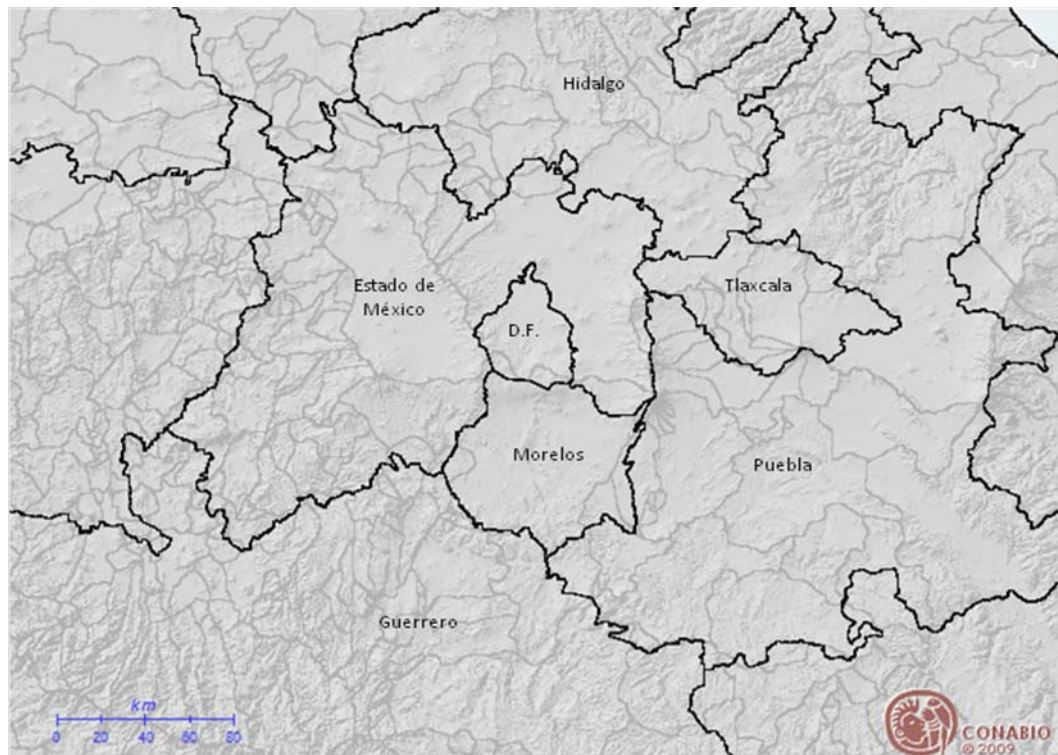 Hidalgo
Estado de
México
Tlaxcala
D.F.
Morelos
Puebla
Guerrero
km
0 20 40 60 80
CONABIO
© 2009